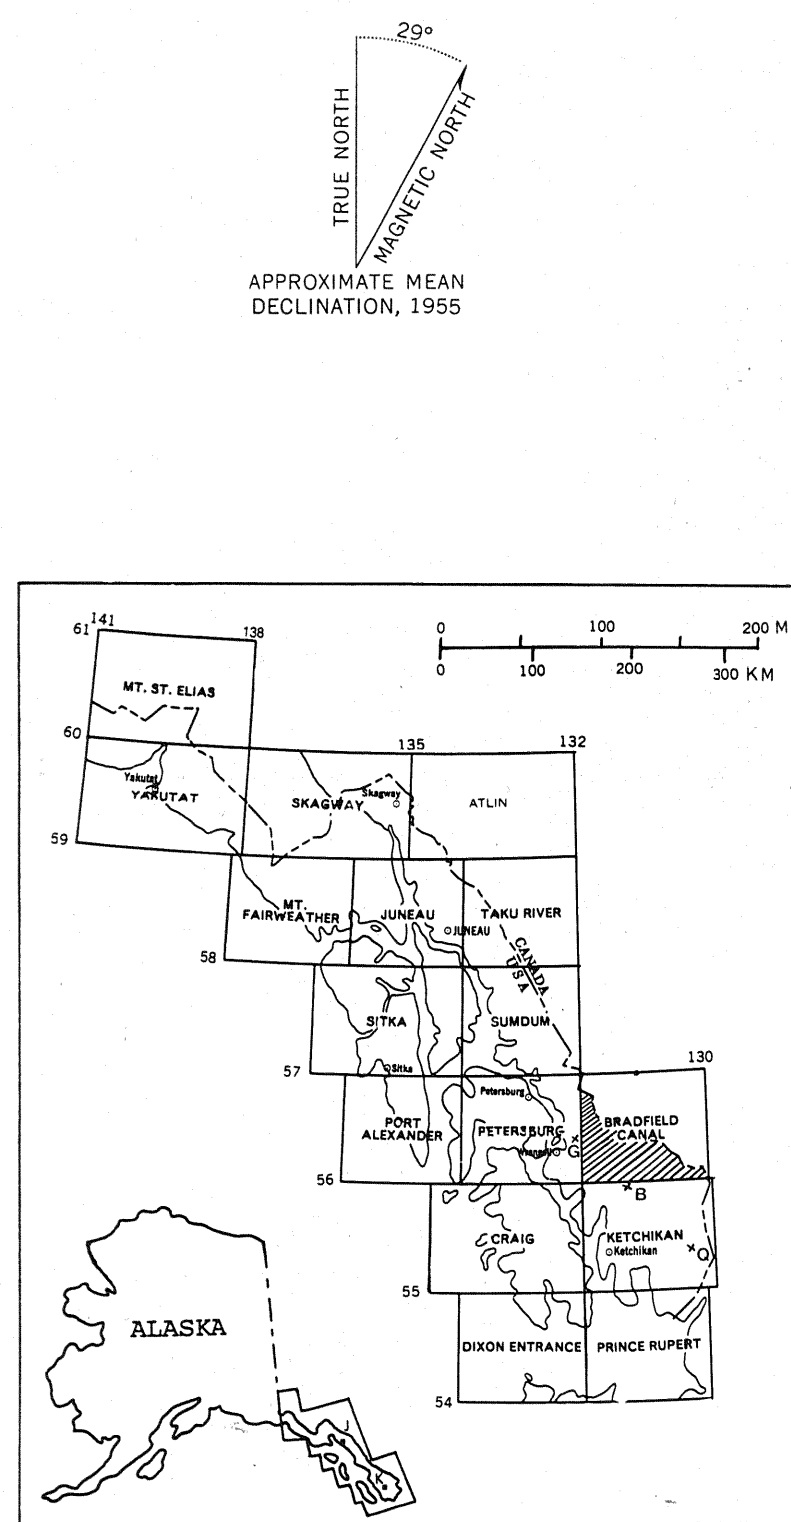 29°
TRUE NORTH
MAGNETIC NORTH
APPROXIMATE MEAN
DECLINATION, 1955
141
61
138
0 100 200 M
0 100 200 300 KM
MT. ST. ELIAS
60
135
132
Yakutat
YAKUTAT
Skagway
SKAGWAY
ATLIN
59
MT.
FAIRWEATHER
JUNEAU
TAKU RIVER
JUNEAU
CANADA
USA
58
SITKA
SUMDUM
Sitka
57
130
Petersburg
PORT
ALEXANDER
PETERSBURG
BRADFIELD
CANAL
Wrangell
G
56
B
CRAIG
KETCHIKAN
Ketchikan
Q
55
ALASKA
DIXON ENTRANCE
PRINCE RUPERT
54
J
K